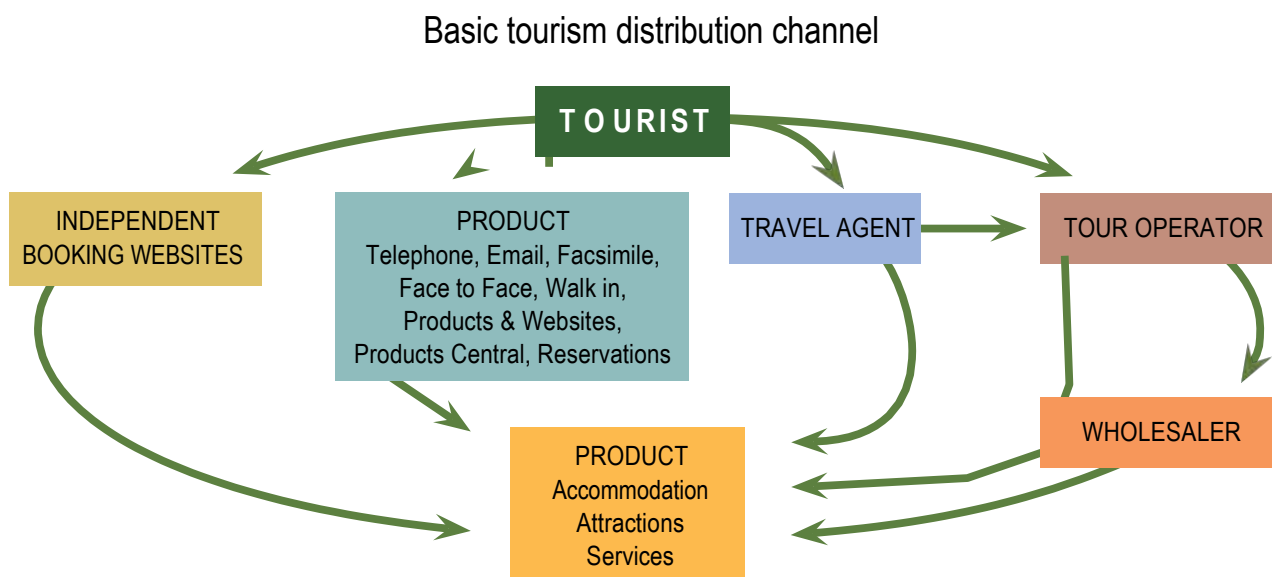 Basic tourism distribution channel
TOURIST
INDEPENDENT
BOOKING WEBSITES
PRODUCT
Telephone, Email, Facsimile,
Face to Face, Walk in,
Products & Websites,
Products Central, Reservations
TRAVEL AGENT
TOUR OPERATOR
WHOLESALER
PRODUCT
Accommodation
Attractions
Services